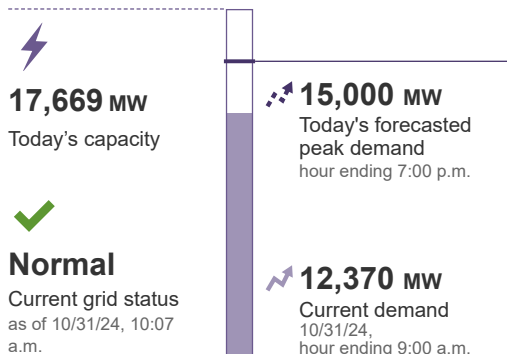 17,669 MW
Today's capacity
Normal
Current grid status
as of 10/31/24, 10:07
a.m.
15,000 MW
Today's forecasted
peak demand
hour ending 7:00 p.m.
12,370 MW
Current demand
10/31/24,
hour ending 9:00 a.m.